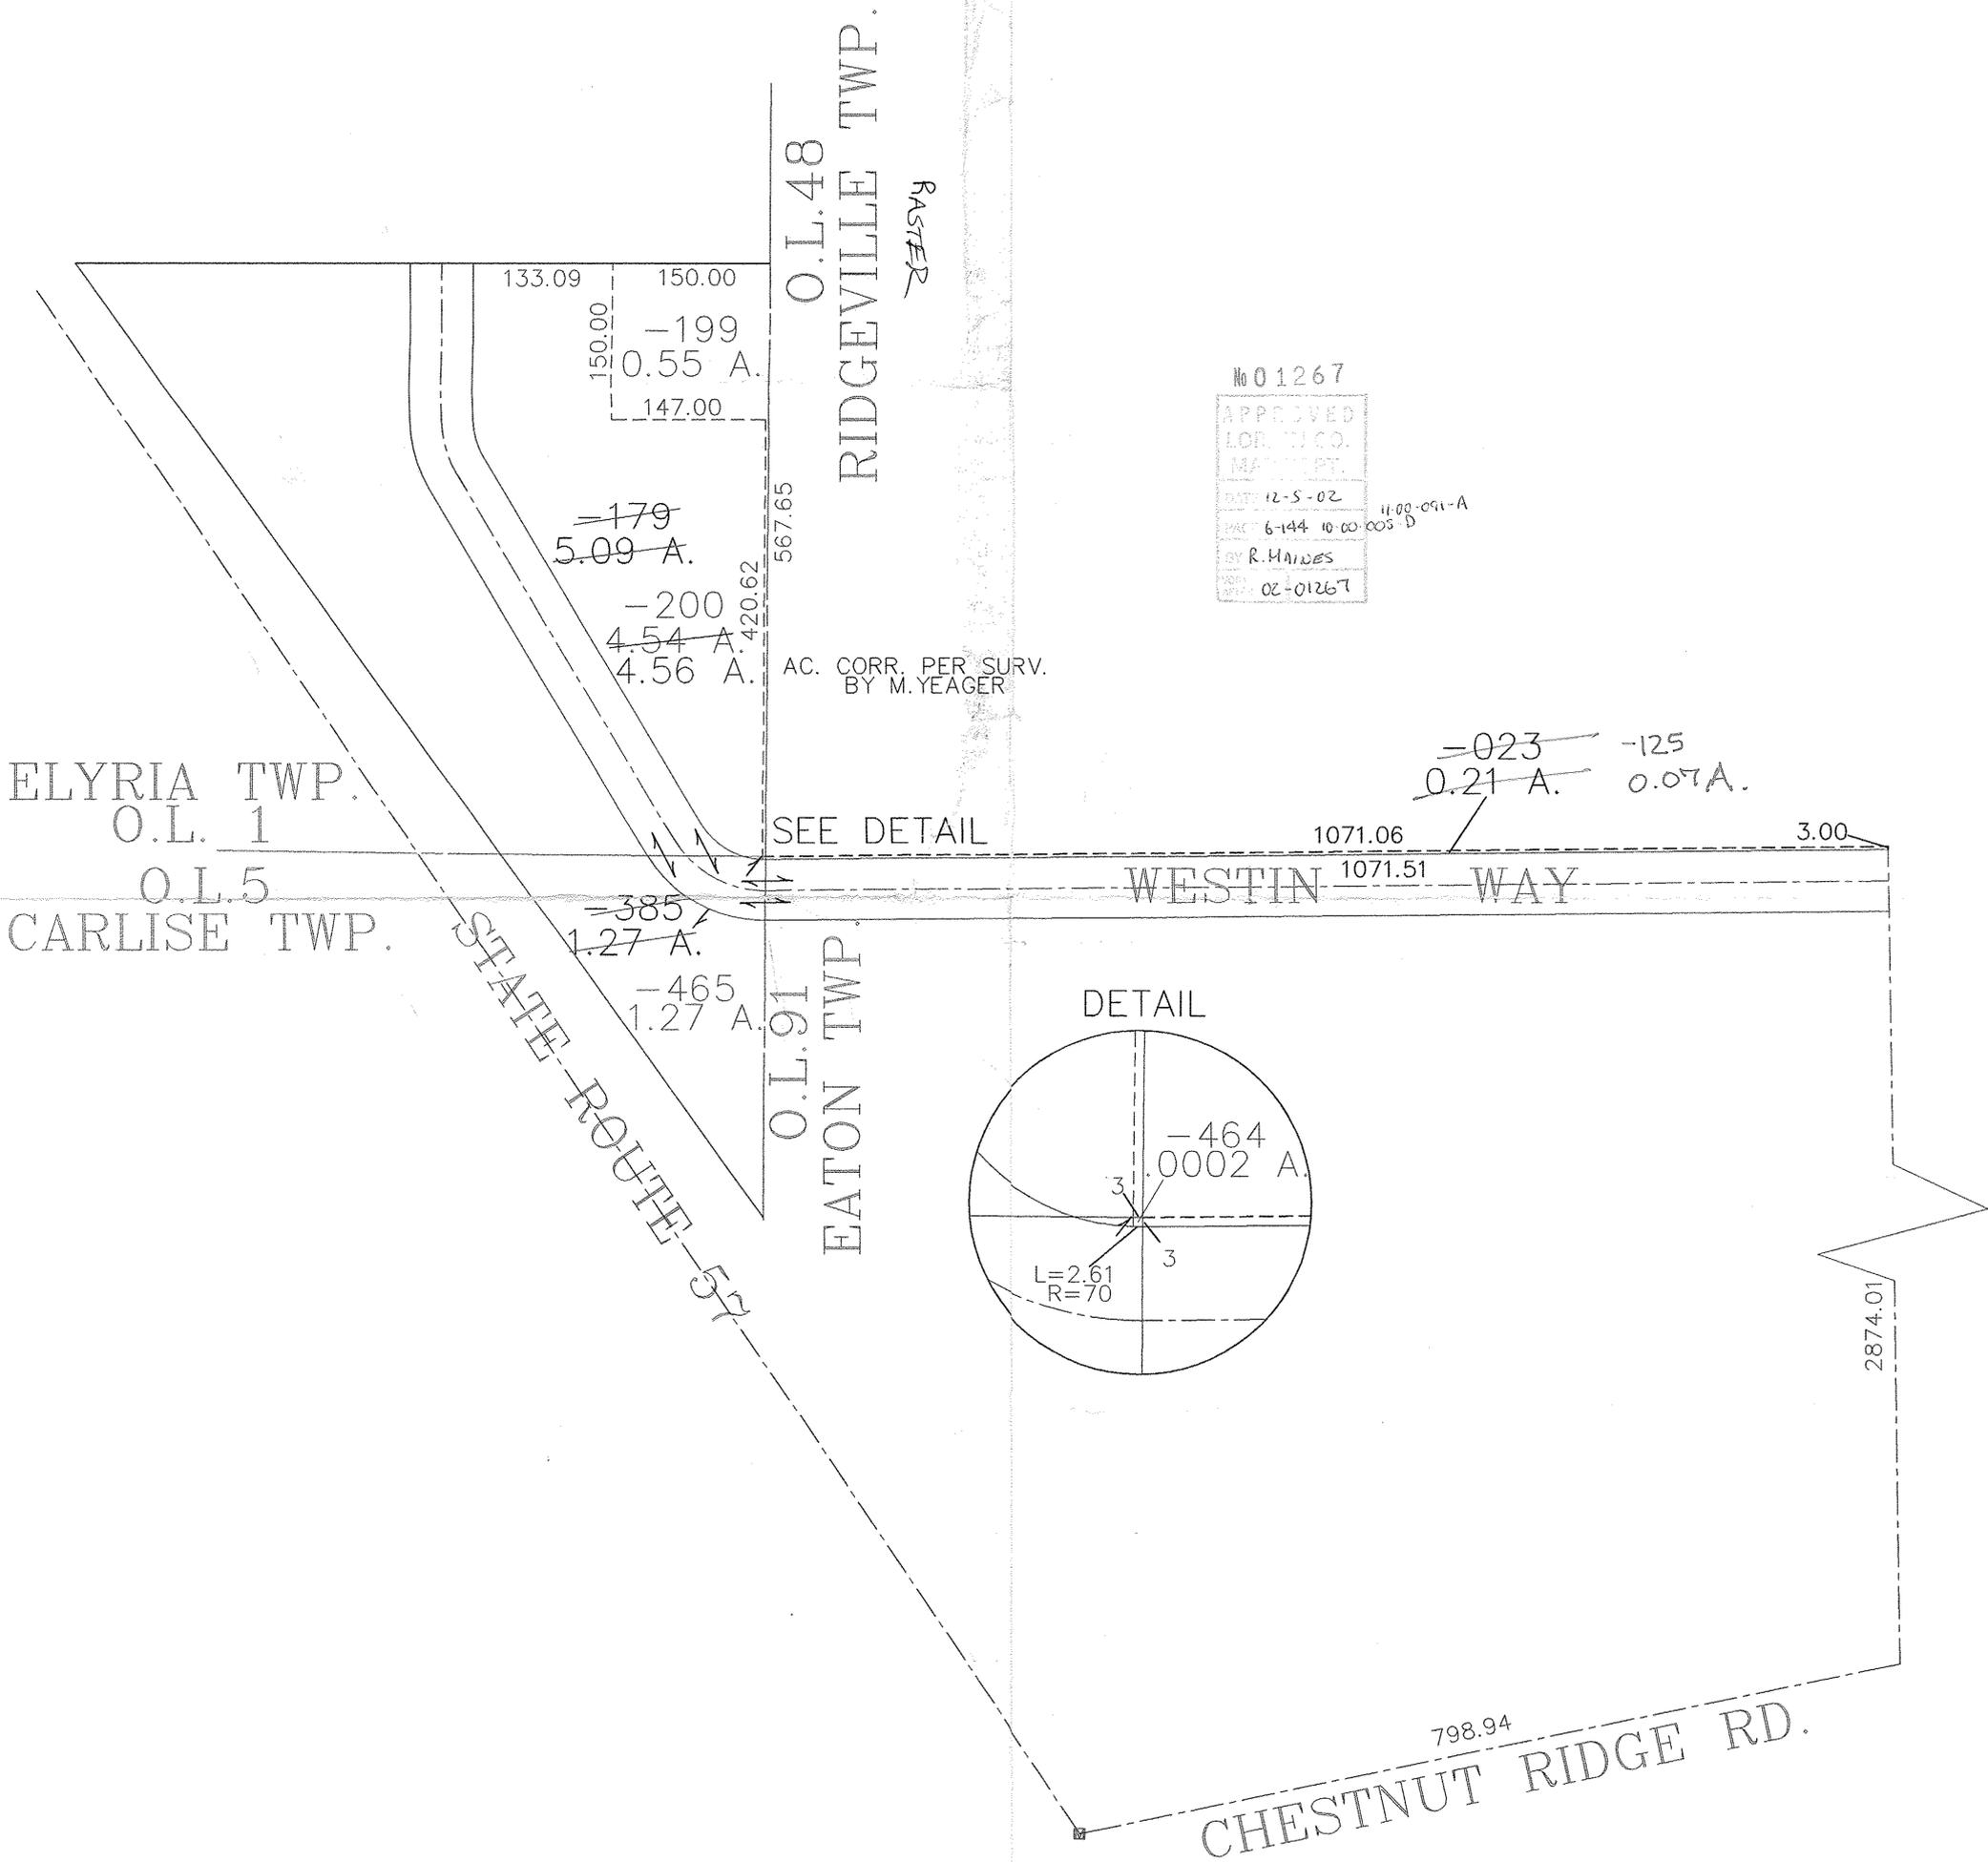 O.L.48
RIDGEVILLE TWP.
RASTER
133.09
150.00
150.00
-199
0.55 A.
147.00
-179
5.09 A.
567.65
420.62
-200
4.54 A.
4.56 A.
AC. CORR. PER SURV.
BY M.YEAGER
№ 01267
APPROVED
CO.
12-5-02
11-00-091-A
6-144 10-00-005-D
BY R. HAINES
02-01267
-023 -125
0.21 A. 0.07 A.
ELYRIA TWP.
O.L. 1
O.L.5
CARLISE TWP.
SEE DETAIL
1071.06
3.00
1071.51
WESTIN WAY
-385
1.27 A.
-465
1.27 A.
O.L.91
EATON TWP.
STATE ROUTE 57
DETAIL
-464
.0002 A.
3
3
L=2.61
R=70
2874.01
798.94
CHESTNUT RIDGE RD.